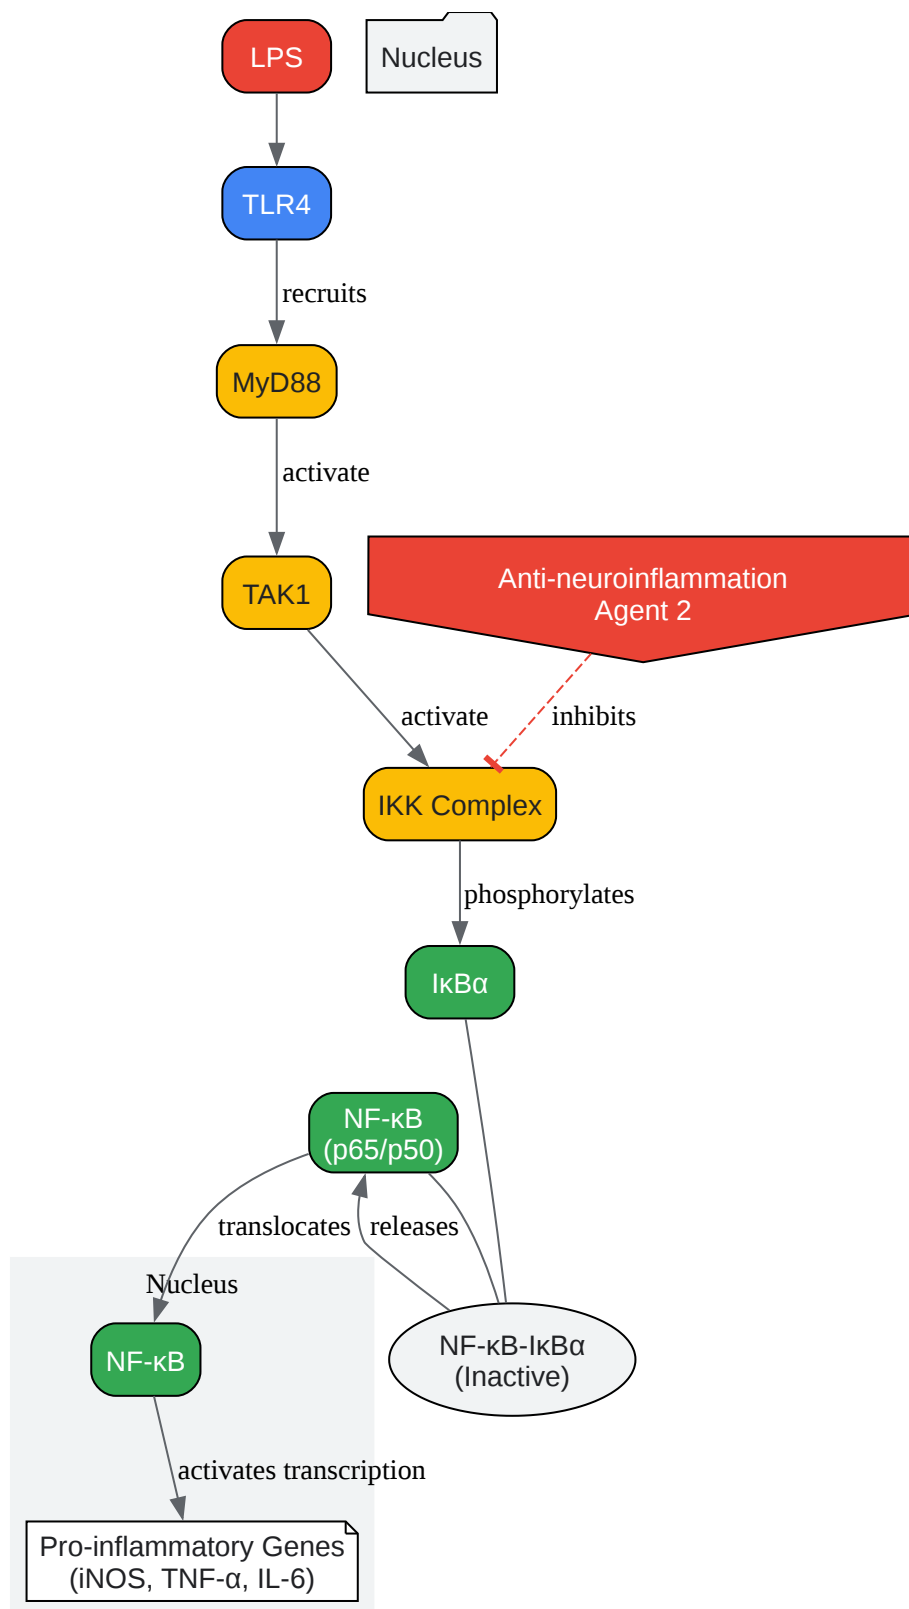 LPS
Nucleus
TLR4
recruits
MyD88
activate
TAK1
Anti-neuroinflammation
Agent 2
activate
inhibits
IKK Complex
phosphorylates
IκBα
NF-κB
(p65/p50)
translocates
releases
Nucleus
NF-κB
NF-κB-IκBα
(Inactive)
activates transcription
Pro-inflammatory Genes
(iNOS, TNF-α, IL-6)